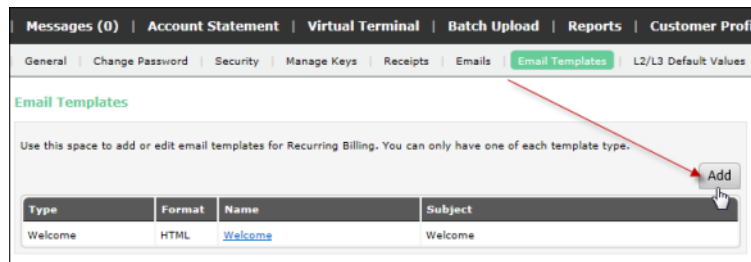 | Messages (0) | Account Statement | Virtual Terminal | Batch Upload | Reports | Customer Profi
General | Change Password | Security | Manage Keys | Receipts | Emails | Email Templates | L2/L3 Default Values
Email Templates
Use this space to add or edit email templates for Recurring Billing. You can only have one of each template type.
Add
Type Format Name Subject
Welcome HTML Welcome Welcome